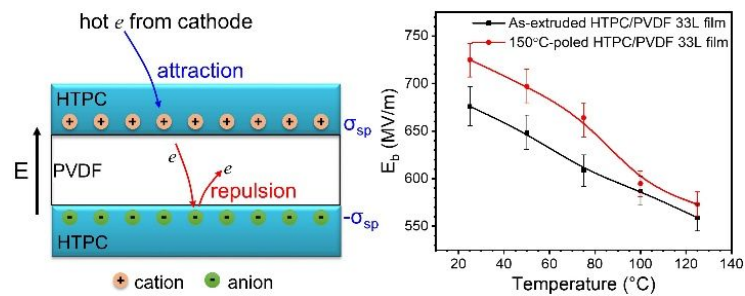 hot e from cathode
attraction
HTPC
+ + + + + + + + +
σsp
E
PVDF
e
e
repulsion
- - - - - - - - -
-σsp
HTPC
+ cation
- anion
As-extruded HTPC/PVDF 33L film
150°C-poled HTPC/PVDF 33L film
Eb (MV/m)
750
700
650
600
550
20
40
60
80
100
120
140
Temperature (°C)